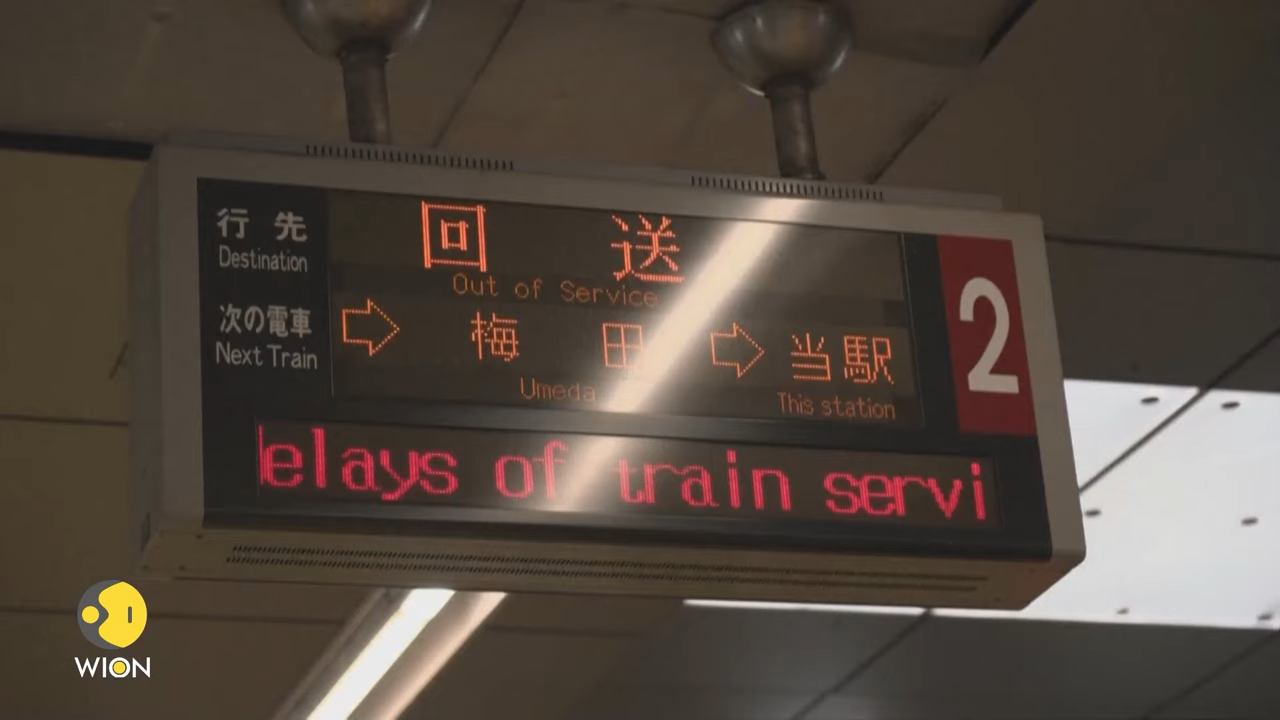 行先
Destination
回送
Out of Service
次の電車
Next Train
梅田 当駅
Umeda This station
2
elays of train servi
WION